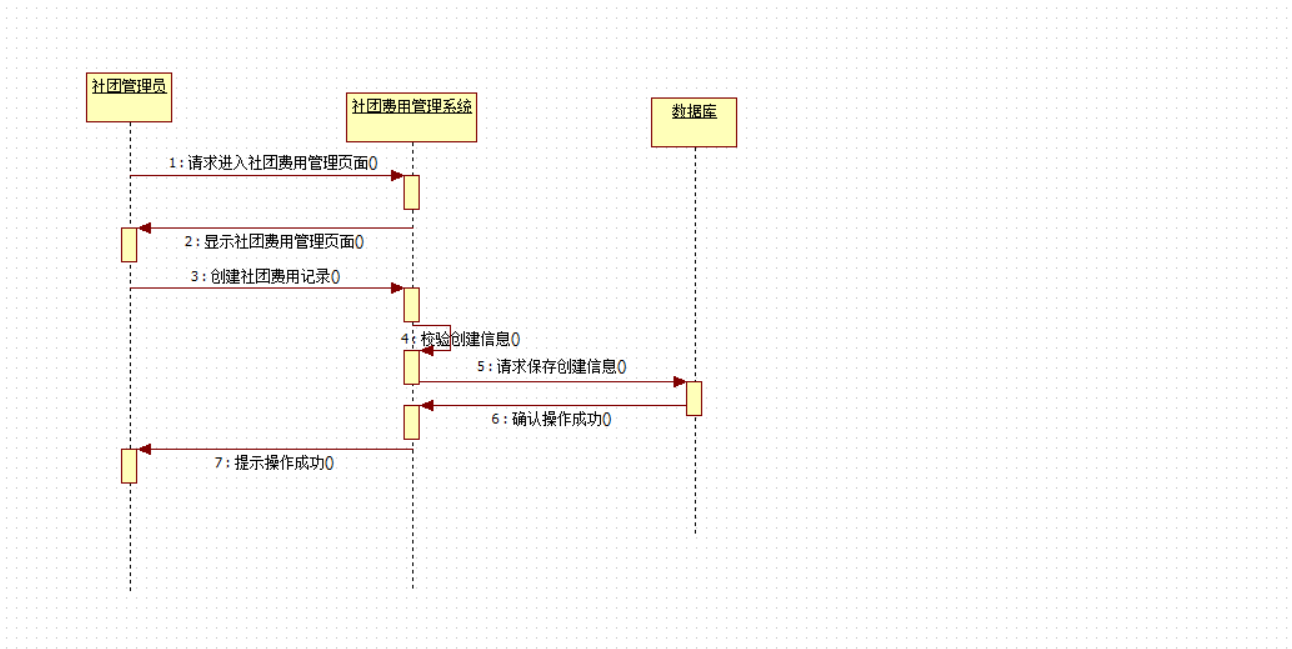 社团管理员
社团费用管理系统
数据库
1:请求进入社团费用管理页面()
2:显示社团费用管理页面()
3:创建社团费用记录()
4:校验创建信息()
5:请求保存创建信息()
6:确认操作成功()
7:提示操作成功()